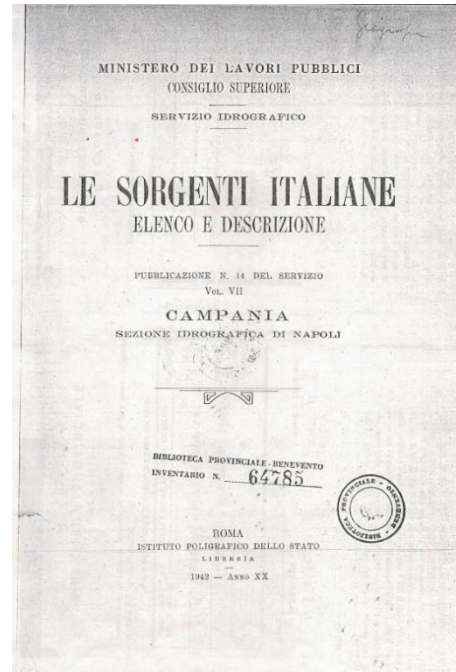 MINISTERO DEI LAVORI PUBBLICI
CONSIGLIO SUPERIORE
SERVIZIO IDROGRAFICO
LE SORGENTI ITALIANE
ELENCO E DESCRIZIONE
PUBBLICAZIONE N. 14 DEL SERVIZIO
VOL. VII
CAMPANIA
SEZIONE IDROGRAFICA DI NAPOLI
BIBLIOTECA PROVINCIALE - BENEVENTO
INVENTARIO N. 64785
BIBLIOTECA PROVINCIALE
ROMA
ISTITUTO POLIGRAFICO DELLO STATO
LIBRERIA
1942 — ANNO XX